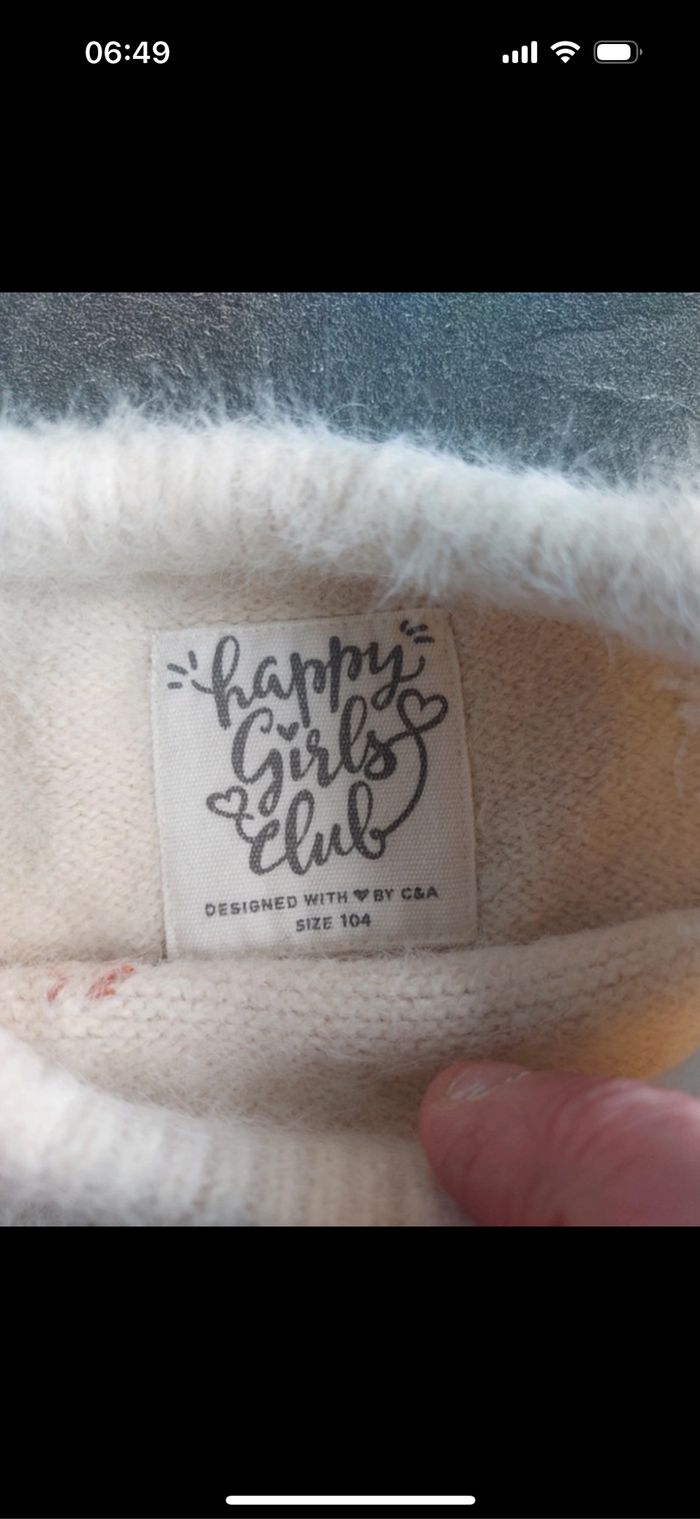 06:49
happy
Girls
club
DESIGNED WITH ♥ BY C&A
SIZE 104